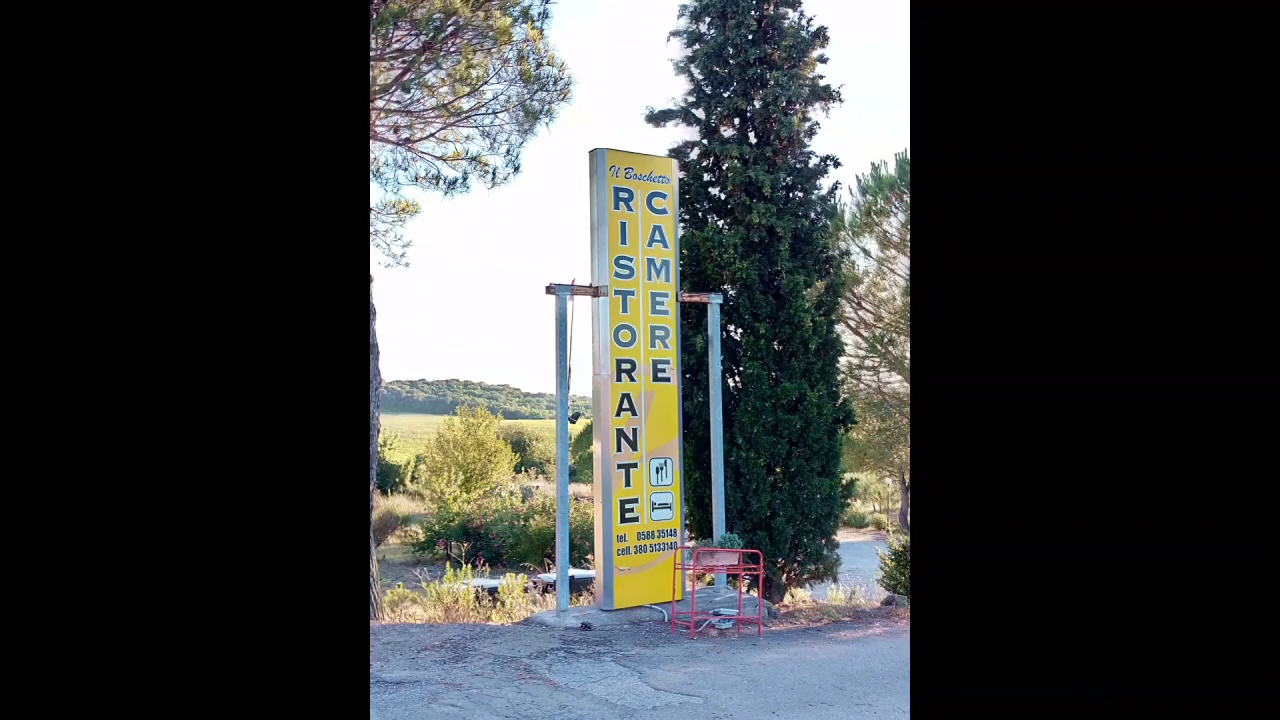 Il Boschetto
RISTORANTE
CAMERE
tel. 0588 35148
cell. 380 5133140